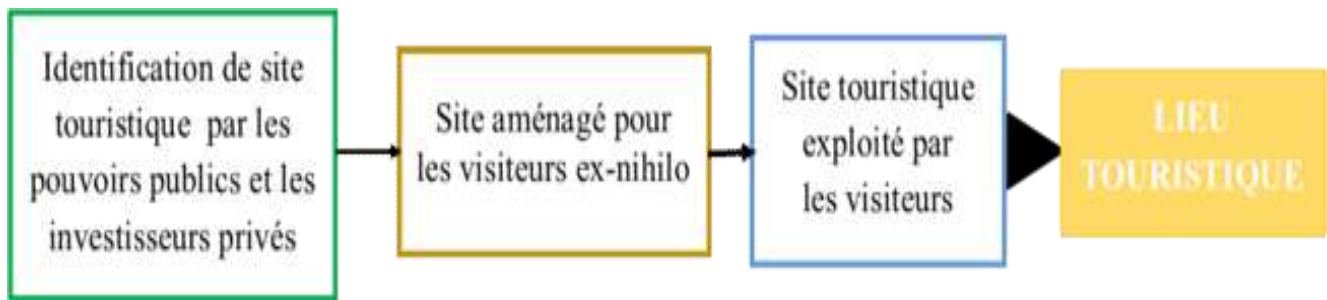 Identification de site
touristique par les
pouvoirs publics et les
investisseurs privés
Site aménagé pour
les visiteurs ex-nihilo
Site touristique
exploité par
les visiteurs
LIEU
TOURISTIQUE